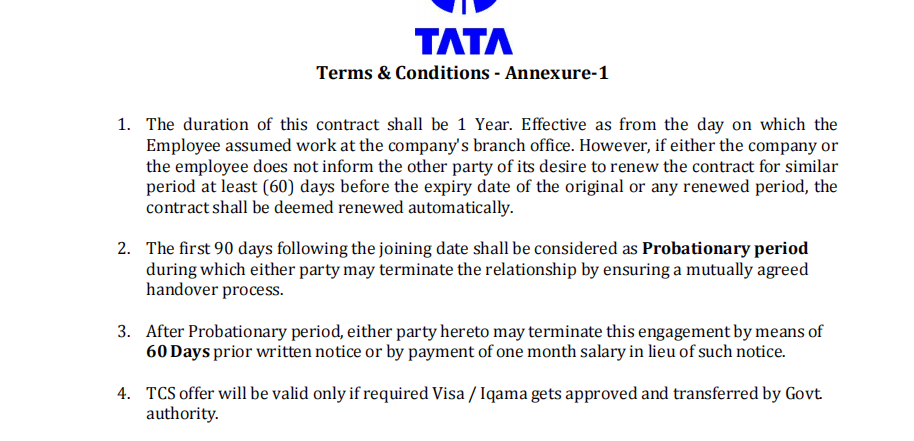 TATA
Terms & Conditions - Annexure-1
1. The duration of this contract shall be 1 Year. Effective as from the day on which the
Employee assumed work at the company's branch office. However, if either the company or
the employee does not inform the other party of its desire to renew the contract for similar
period at least (60) days before the expiry date of the original or any renewed period, the
contract shall be deemed renewed automatically.
2. The first 90 days following the joining date shall be considered as Probationary period
during which either party may terminate the relationship by ensuring a mutually agreed
handover process.
3. After Probationary period, either party hereto may terminate this engagement by means of
60 Days prior written notice or by payment of one month salary in lieu of such notice.
4. TCS offer will be valid only if required Visa / Iqama gets approved and transferred by Govt.
authority.